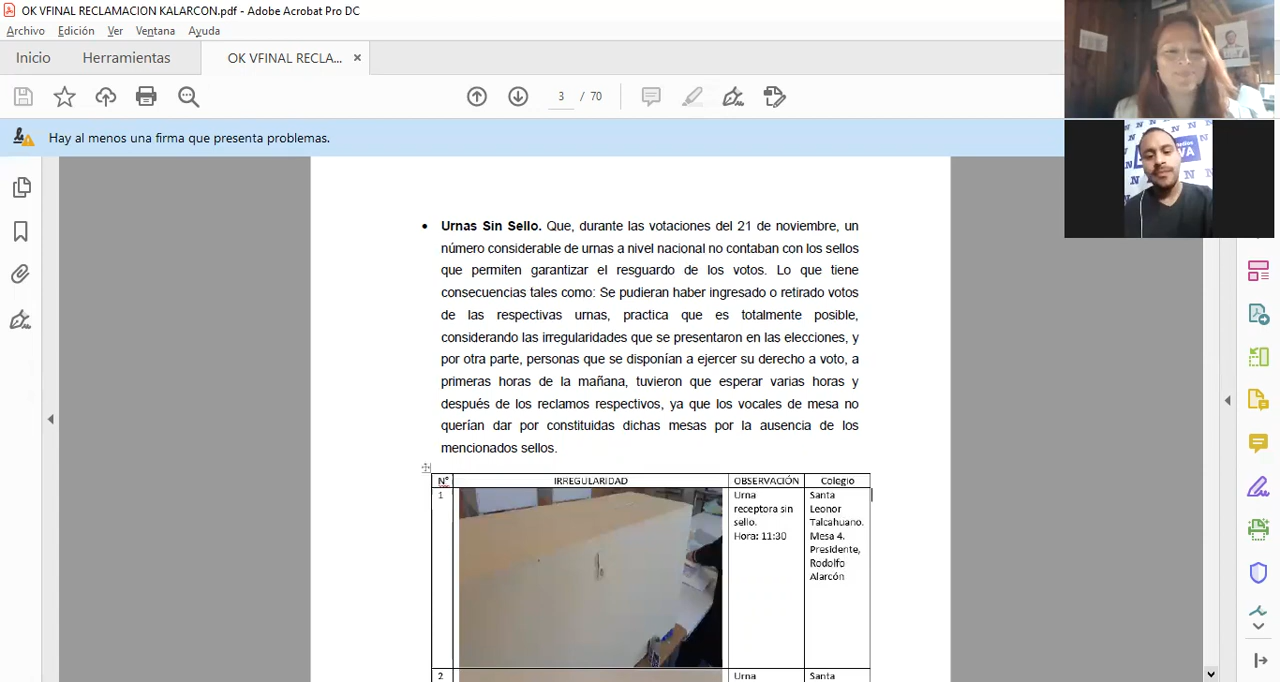 OK VFINAL RECLAMACION KALARCON.pdf - Adobe Acrobat Pro DC
Archivo Edición Ver Ventana Ayuda
Inicio Herramientas OK VFINAL RECLA... ×
3 / 70
Hay al menos una firma que presenta problemas.
• Urnas Sin Sello. Que, durante las votaciones del 21 de noviembre, un
número considerable de urnas a nivel nacional no contaban con los sellos
que permiten garantizar el resguardo de los votos. Lo que tiene
consecuencias tales como: Se pudieran haber ingresado o retirado votos
de las respectivas urnas, practica que es totalmente posible,
considerando las irregularidades que se presentaron en las elecciones, y
por otra parte, personas que se disponían a ejercer su derecho a voto, a
primeras horas de la mañana, tuvieron que esperar varias horas y
después de los reclamos respectivos, ya que los vocales de mesa no
querían dar por constituidas dichas mesas por la ausencia de los
mencionados sellos.
N° IRREGULARIDAD OBSERVACIÓN Colegio
1 Urna Santa
receptora sin Leonor
sello. Talcahuano.
Hora: 11:30 Mesa 4.
Presidente,
Rodolfo
Alarcón
2 Urna Santa